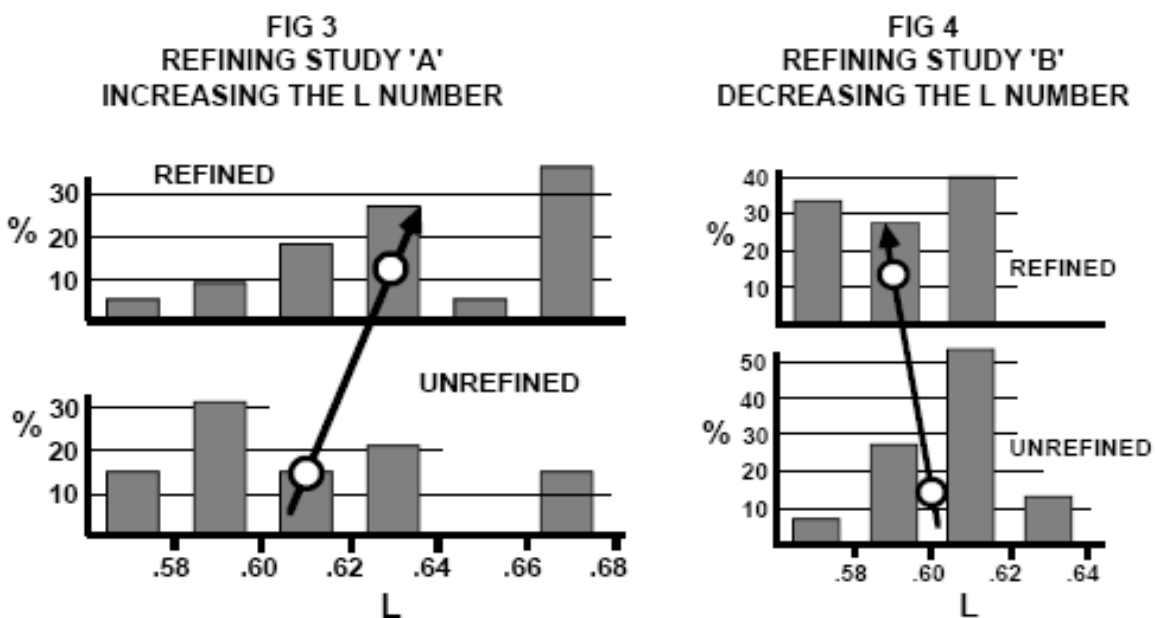 FIG 3
REFINING STUDY 'A'
INCREASING THE L NUMBER
REFINED
30
%
20
10
UNREFINED
30
%
20
10
.58 .60 .62 .64 .66 .68
L
FIG 4
REFINING STUDY 'B'
DECREASING THE L NUMBER
40
30
%
20
REFINED
10
50
40
30
%
UNREFINED
20
10
.58 .60 .62 .64
L